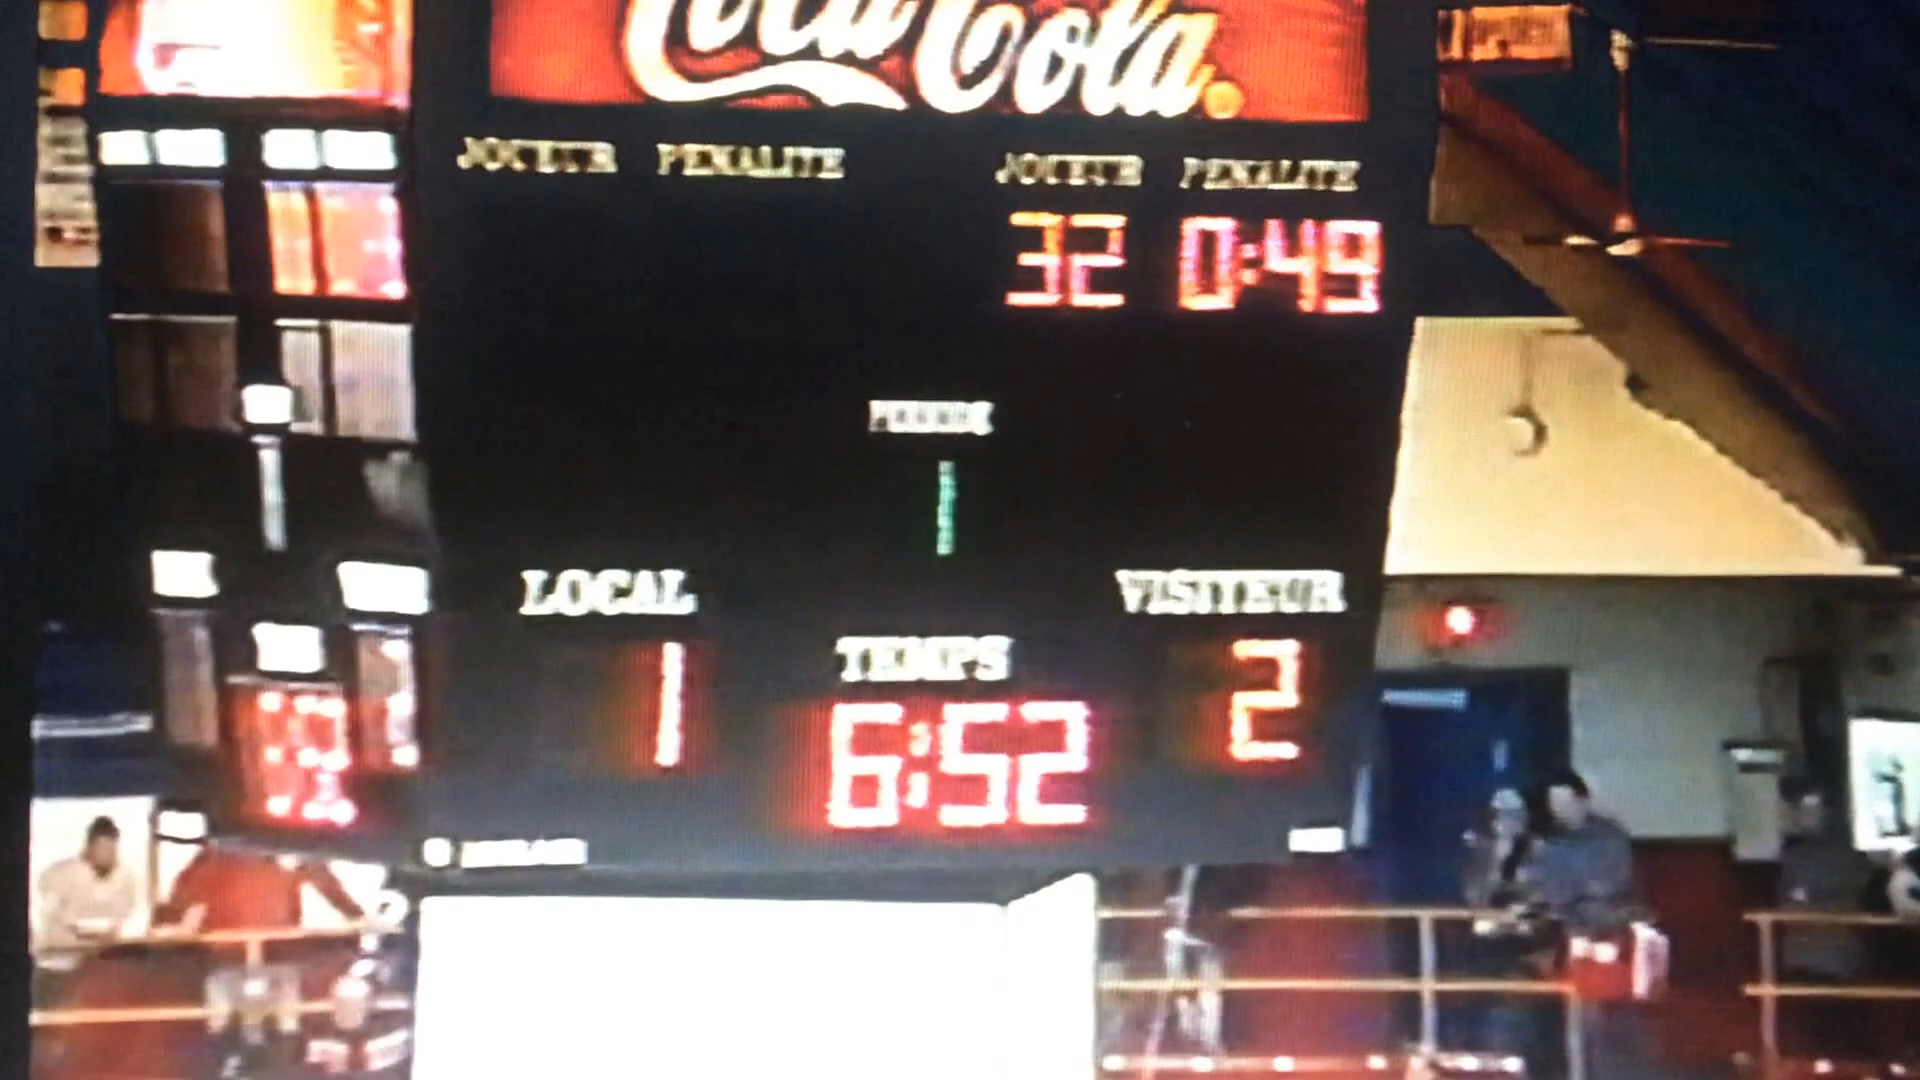 Coca Cola
JOUEUR PENALITE JOUEUR PENALITE
32 0:49
1
LOCAL VISITEUR
1 TEMPS 2
6:52